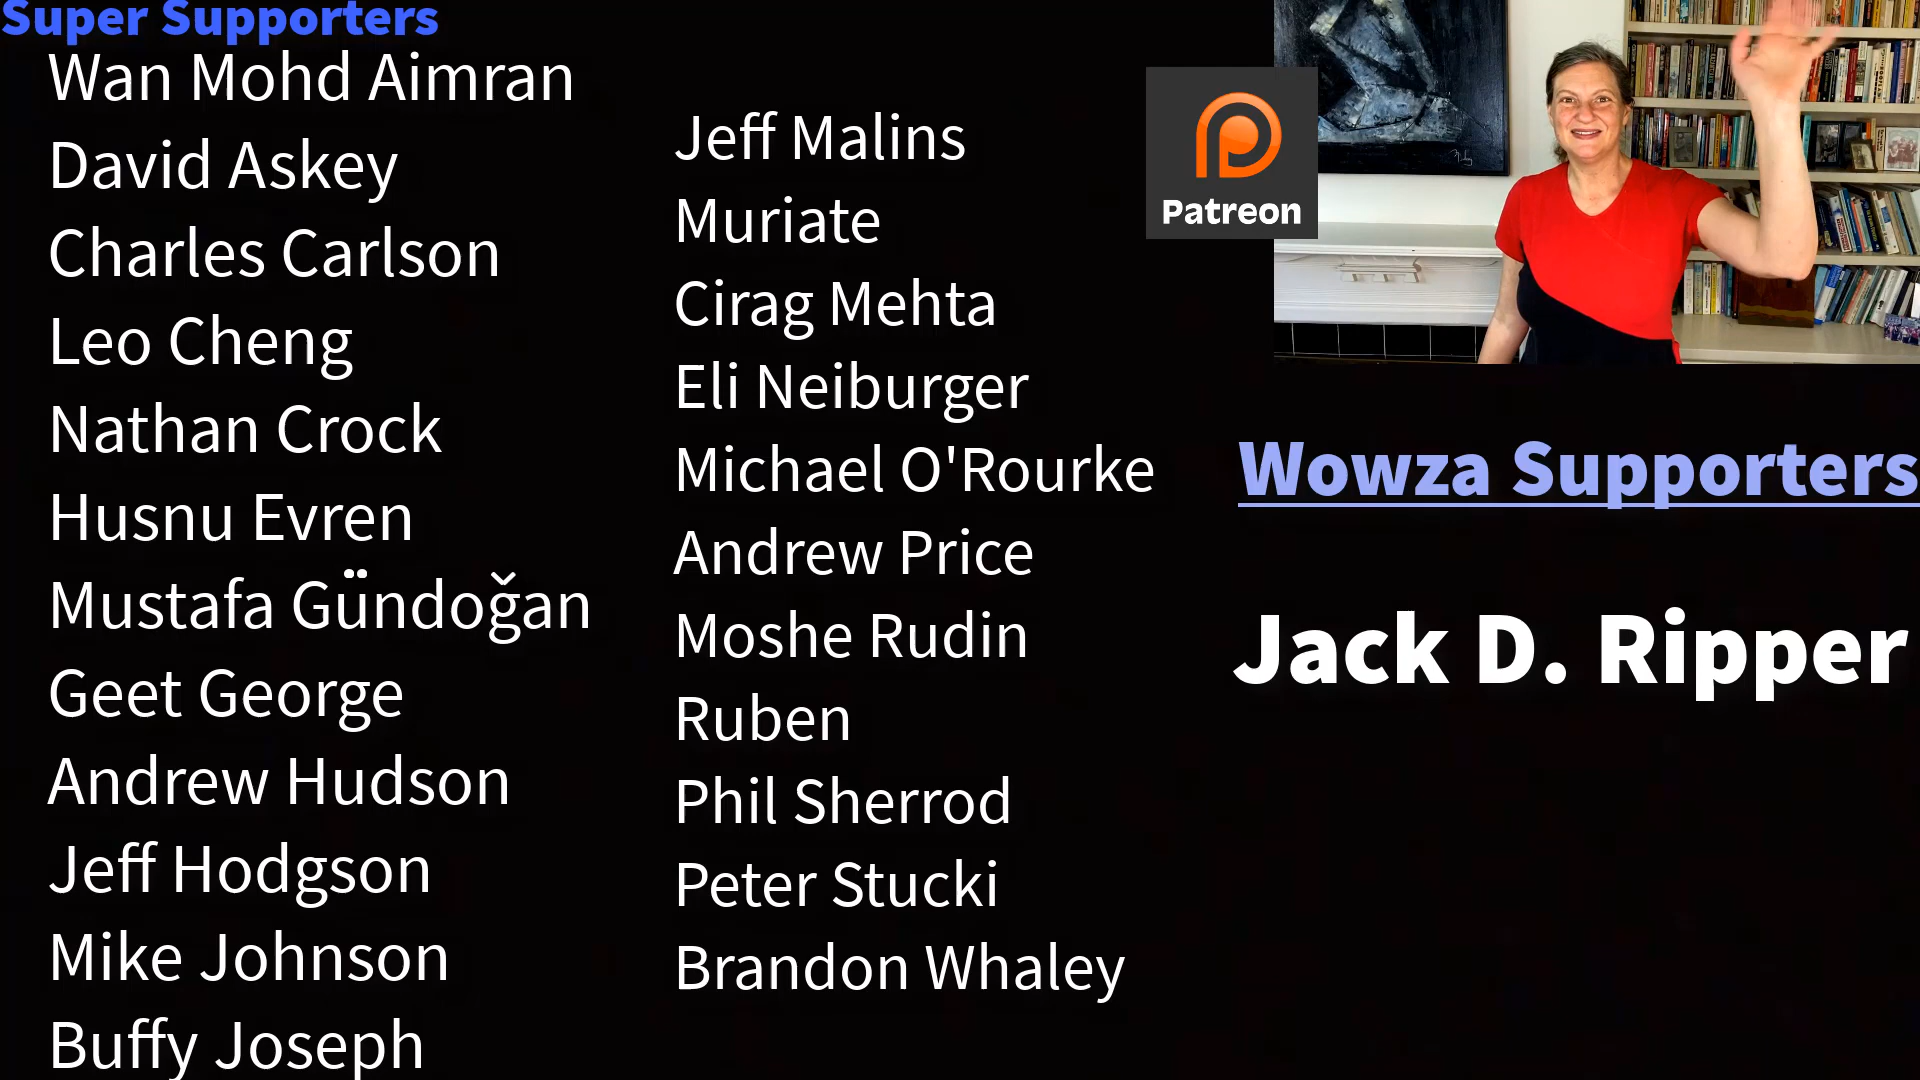 Super Supporters
Wan Mohd Aimran
David Askey
Charles Carlson
Leo Cheng
Nathan Crock
Husnu Evren
Mustafa Gündoğan
Geet George
Andrew Hudson
Jeff Hodgson
Mike Johnson
Buffy Joseph
Jeff Malins
Muriate
Cirag Mehta
Eli Neiburger
Michael O'Rourke
Andrew Price
Moshe Rudin
Ruben
Phil Sherrod
Peter Stucki
Brandon Whaley
Patreon
Wowza Supporters
Jack D. Ripper